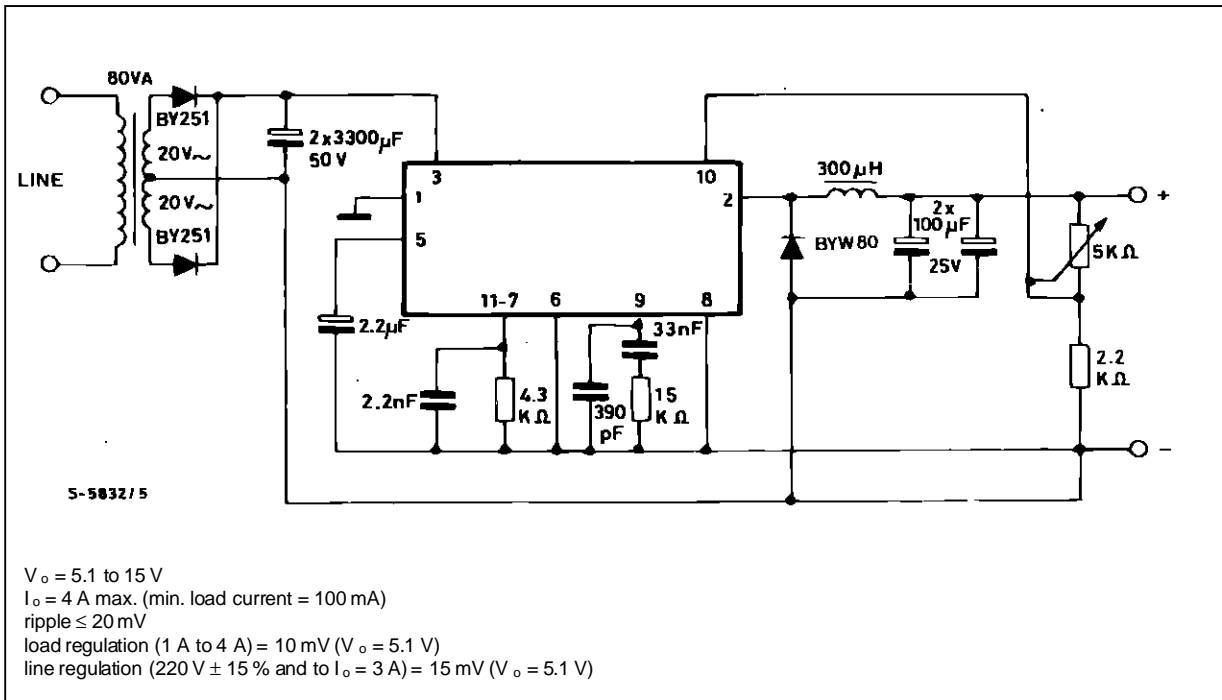 80VA
BY251
20V~
LINE
20V~
BY251
2x3300µF
50V
3
10
1
2
5
11-7
6
9
8
300µH
2x
100µF
25V
BYW80
5KΩ
+
2.2µF
2.2nF
4.3
KΩ
390
pF
33nF
15
KΩ
2.2
KΩ
–
S-5832/5
V o = 5.1 to 15 V
I o = 4 A max. (min. load current = 100 mA)
ripple ≤ 20 mV
load regulation (1 A to 4 A) = 10 mV (V o = 5.1 V)
line regulation (220 V ± 15 % and to I o = 3 A) = 15 mV (V o = 5.1 V)